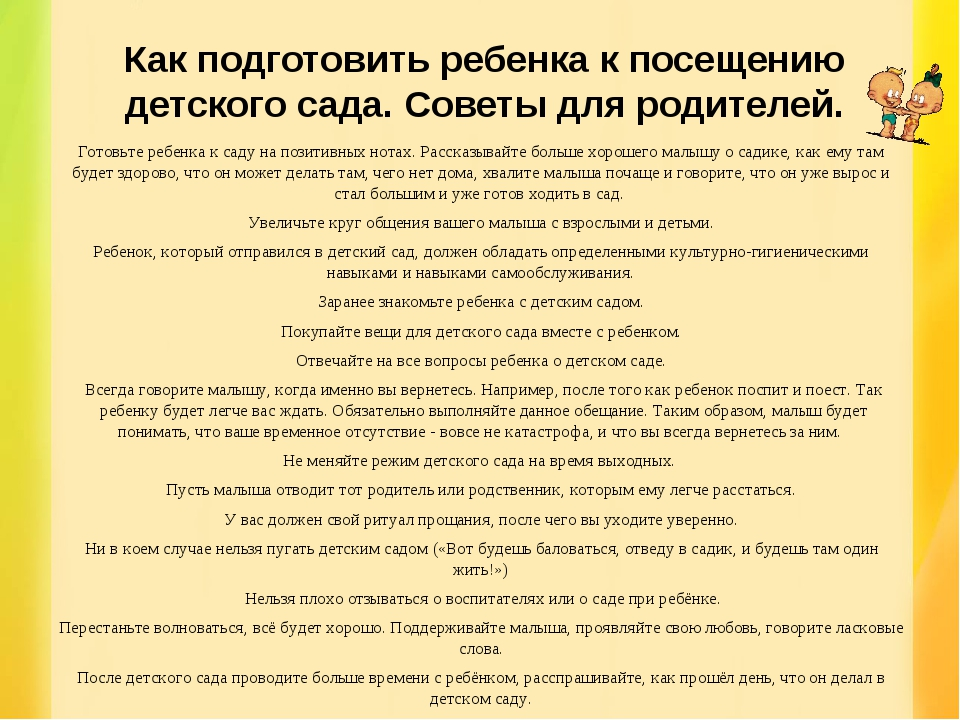 Как подготовить ребенка к посещению
детского сада. Советы для родителей.
Готовьте ребенка к саду на позитивных нотах. Рассказывайте больше хорошего малышу о садике, как ему там
будет здорово, что он может делать там, чего нет дома, хвалите малыша почаще и говорите, что он уже вырос и
стал большим и уже готов ходить в сад.
Увеличьте круг общения вашего малыша с взрослыми и детьми.
Ребенок, который отправился в детский сад, должен обладать определенными культурно-гигиеническими
навыками и навыками самообслуживания.
Заранее знакомьте ребенка с детским садом.
Покупайте вещи для детского сада вместе с ребенком.
Отвечайте на все вопросы ребенка о детском саде.
Всегда говорите малышу, когда именно вы вернетесь. Например, после того как ребенок поспит и поест. Так
ребенку будет легче вас ждать. Обязательно выполняйте данное обещание. Таким образом, малыш будет
понимать, что ваше временное отсутствие - вовсе не катастрофа, и что вы всегда вернетесь за ним.
Не меняйте режим детского сада на время выходных.
Пусть малыша отводит тот родитель или родственник, которым ему легче расстаться.
У вас должен свой ритуал прощания, после чего вы уходите уверенно.
Ни в коем случае нельзя пугать детским садом («Вот будешь баловаться, отведу в садик, и будешь там один
жить!»)
Нельзя плохо отзываться о воспитателях или о саде при ребёнке.
Перестаньте волноваться, всё будет хорошо. Поддерживайте малыша, проявляйте свою любовь, говорите ласковые
слова.
После детского сада проводите больше времени с ребёнком, расспрашивайте, как прошёл день, что он делал в
детском саду.